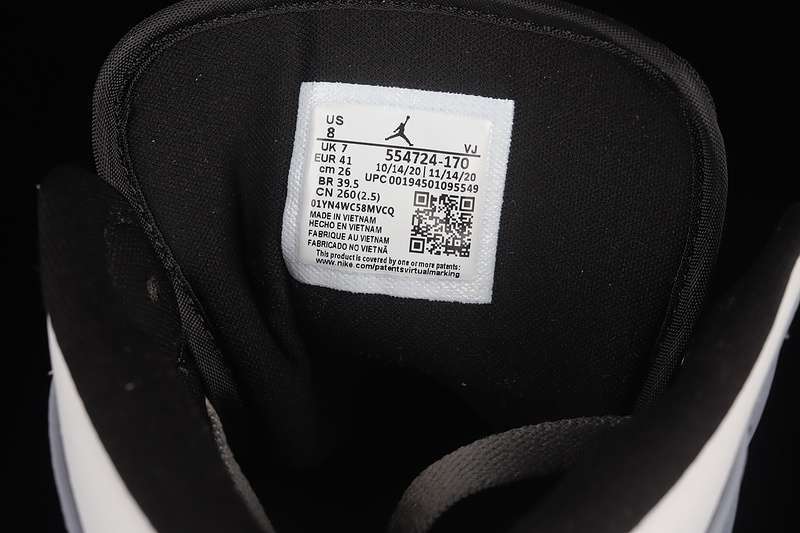 US
8
VJ
UK 7
554724-170
EUR 41
10/14/20 | 11/14/20
cm 26
UPC 00194501095549
BR 39.5
CN 260(2.5)
01YN4WC58MVCQ
MADE IN VIETNAM
HECHO EN VIETNAM
FABRIQUE AU VIETNAM
FABRICADO NO VIETNÃ
This product is covered by one or more patents:
www.nike.com/patentsvirtualmarking